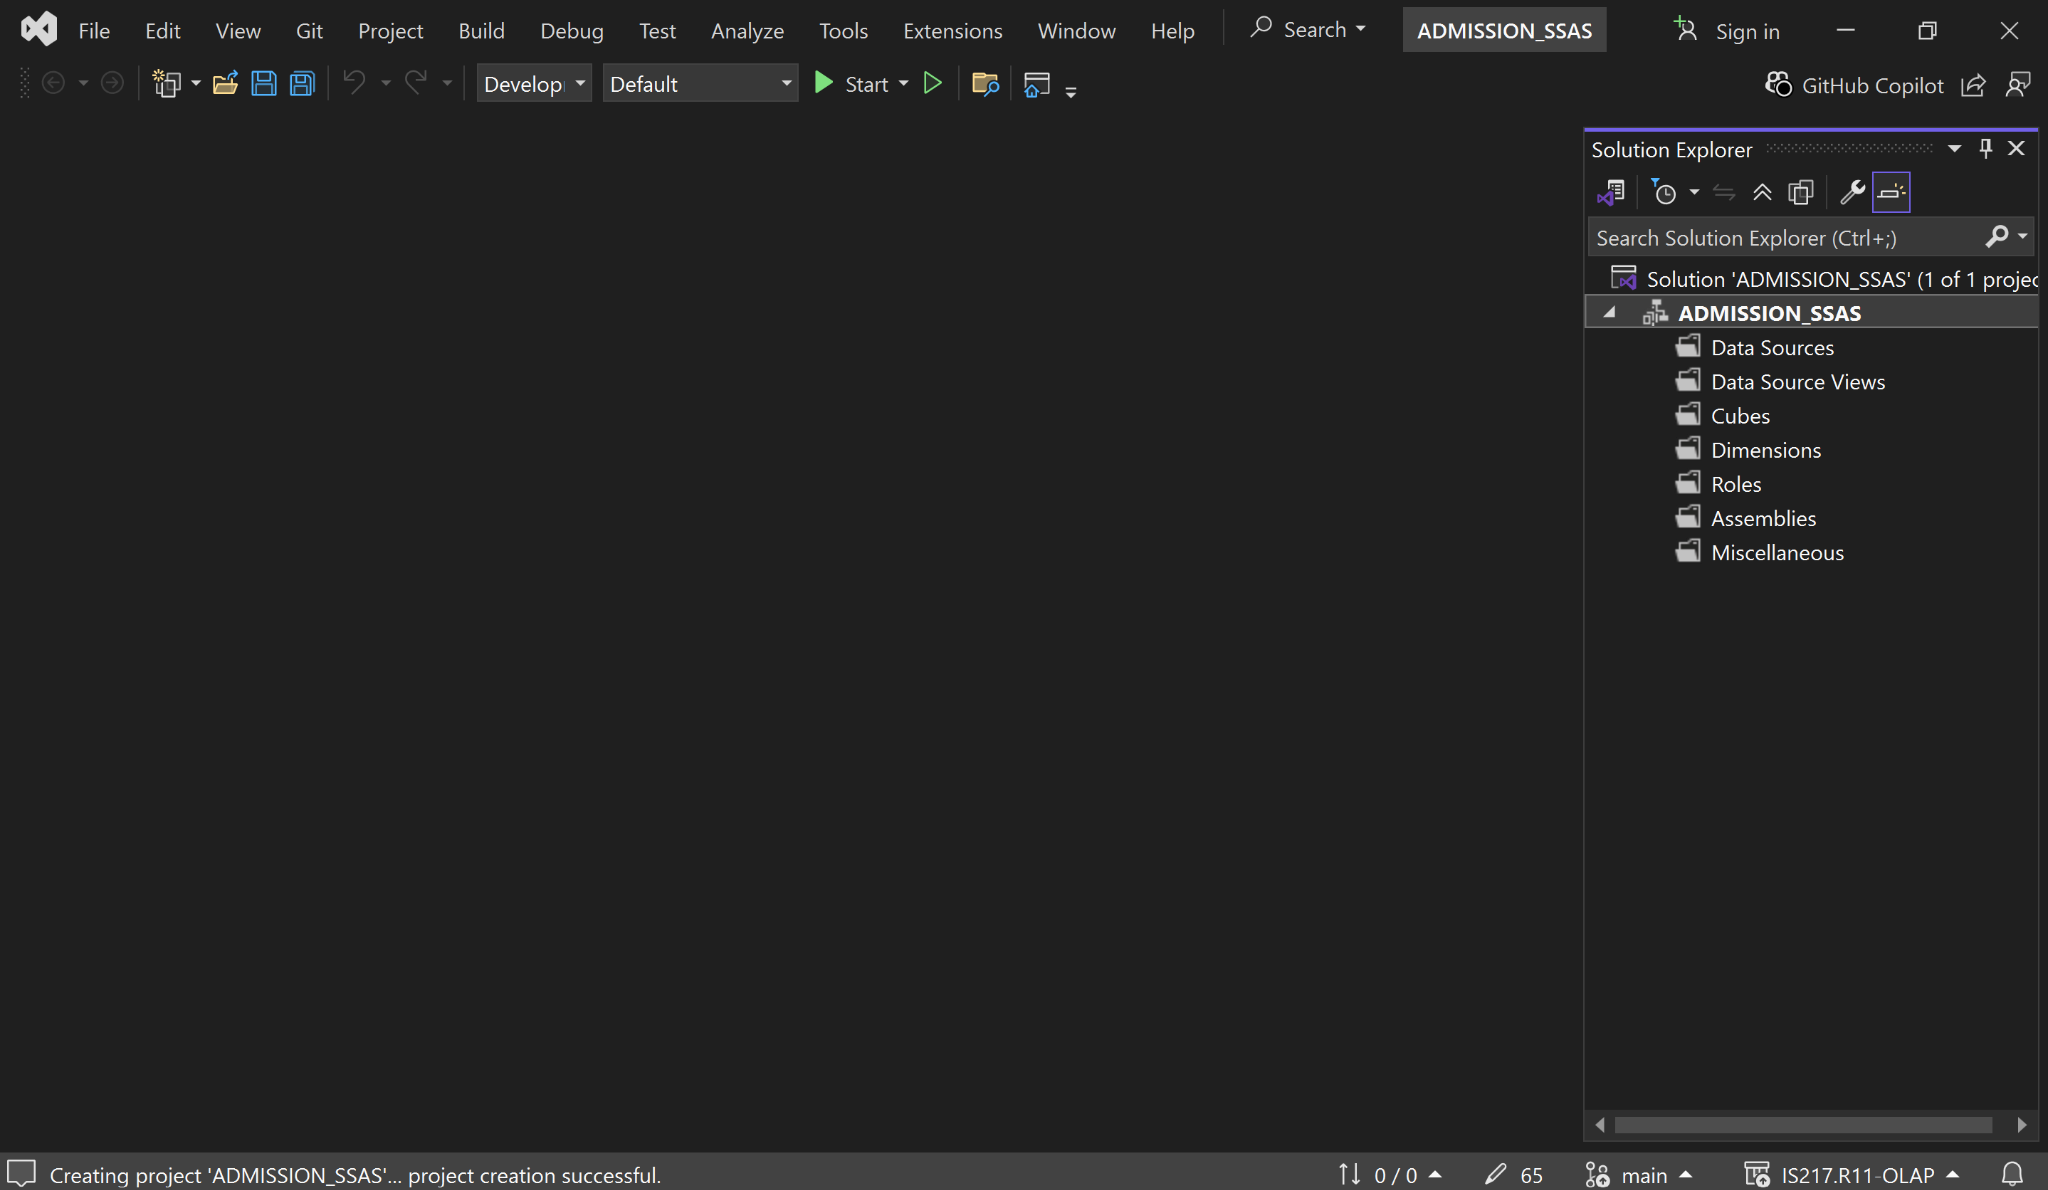 File Edit View Git Project Build Debug Test Analyze Tools Extensions Window Help Search ADMISSION_SSAS Sign in
Develop Default Start GitHub Copilot
Solution Explorer
Search Solution Explorer (Ctrl+;)
Solution 'ADMISSION_SSAS' (1 of 1 projec
ADMISSION_SSAS
Data Sources
Data Source Views
Cubes
Dimensions
Roles
Assemblies
Miscellaneous
Creating project 'ADMISSION_SSAS'... project creation successful. 0 / 0 65 main IS217.R11-OLAP